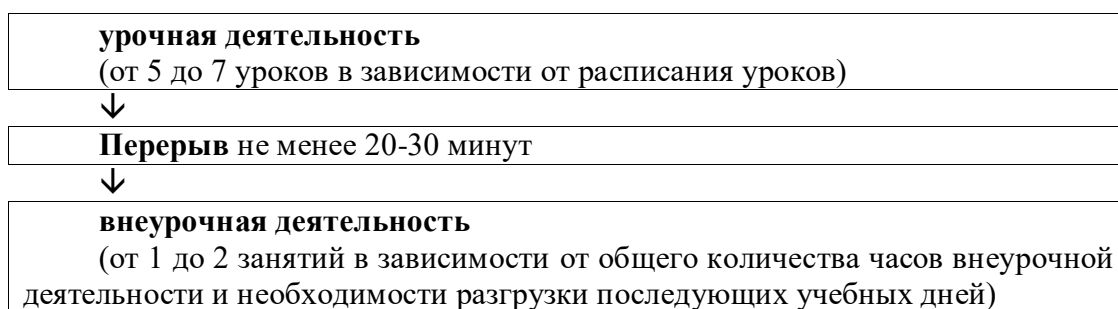 урочная деятельность
(от 5 до 7 уроков в зависимости от расписания уроков)
↓
Перерыв не менее 20-30 минут
↓
внеурочная деятельность
(от 1 до 2 занятий в зависимости от общего количества часов внеурочной
деятельности и необходимости разгрузки последующих учебных дней)